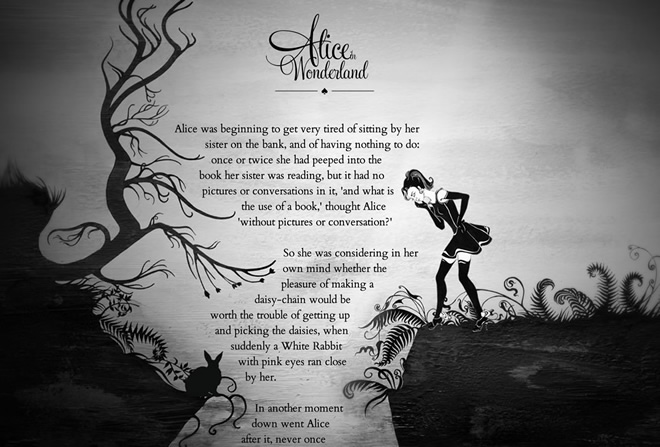 Alice in
Wonderland
Alice was beginning to get very tired of sitting by her
sister on the bank, and of having nothing to do:
once or twice she had peeped into the
book her sister was reading, but it had no
pictures or conversations in it, 'and what is
the use of a book,' thought Alice
'without pictures or conversation?'
So she was considering in her
own mind whether the
pleasure of making a
daisy-chain would be
worth the trouble of getting up
and picking the daisies, when
suddenly a White Rabbit
with pink eyes ran close
by her.
In another moment
down went Alice
after it, never once